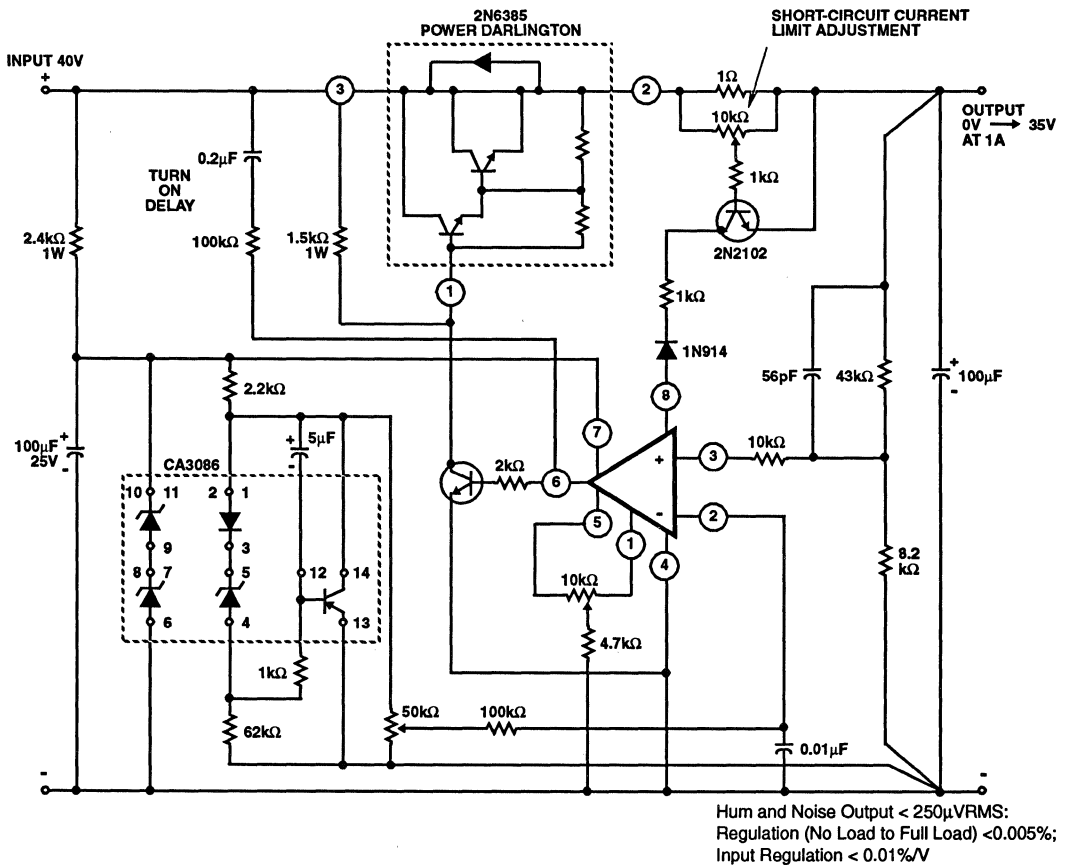 2N6385
POWER DARLINGTON
SHORT-CIRCUIT CURRENT
LIMIT ADJUSTMENT
INPUT 40V
+
3
2
1Ω
10kΩ
OUTPUT
0V → 35V
AT 1A
0.2µF
TURN
ON
DELAY
1kΩ
2.4kΩ
1W
100kΩ
1.5kΩ
1W
2N2102
1
1kΩ
1N914
2.2kΩ
56pF
43kΩ
+
100µF
-
8
7
100µF
25V
+
-
+
5µF
-
CA3086
2kΩ
6
+
3
10kΩ
10 11
2 1
-
2
5
9
3
1
4
8 7
5
12
14
10kΩ
8.2
kΩ
6
4
13
4.7kΩ
1kΩ
50kΩ
100kΩ
62kΩ
0.01µF
-
-
Hum and Noise Output < 250µVRMS:
Regulation (No Load to Full Load) <0.005%;
Input Regulation < 0.01%/V